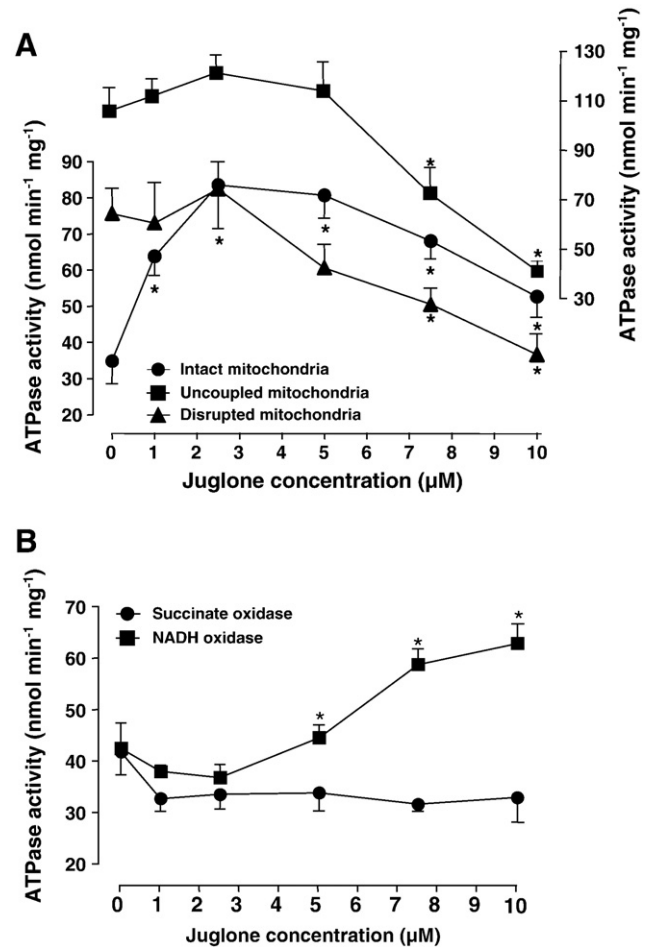 A
ATPase activity (nmol min-1 mg-1)
90
80
70
60
50
40
30
20
130
110
90
70
50
30
ATPase activity (nmol min-1 mg-1)
* * * * * * * * *
Intact mitochondria
Uncoupled mitochondria
Disrupted mitochondria
0 1 2 4 5 6 7 8 9 10
Juglone concentration (µM)
B
ATPase activity (nmol min-1 mg-1)
70
60
50
40
30
20
Succinate oxidase
NADH oxidase
* * *
0 1 2 3 4 5 6 7 8 9 10
Juglone concentration (µM)